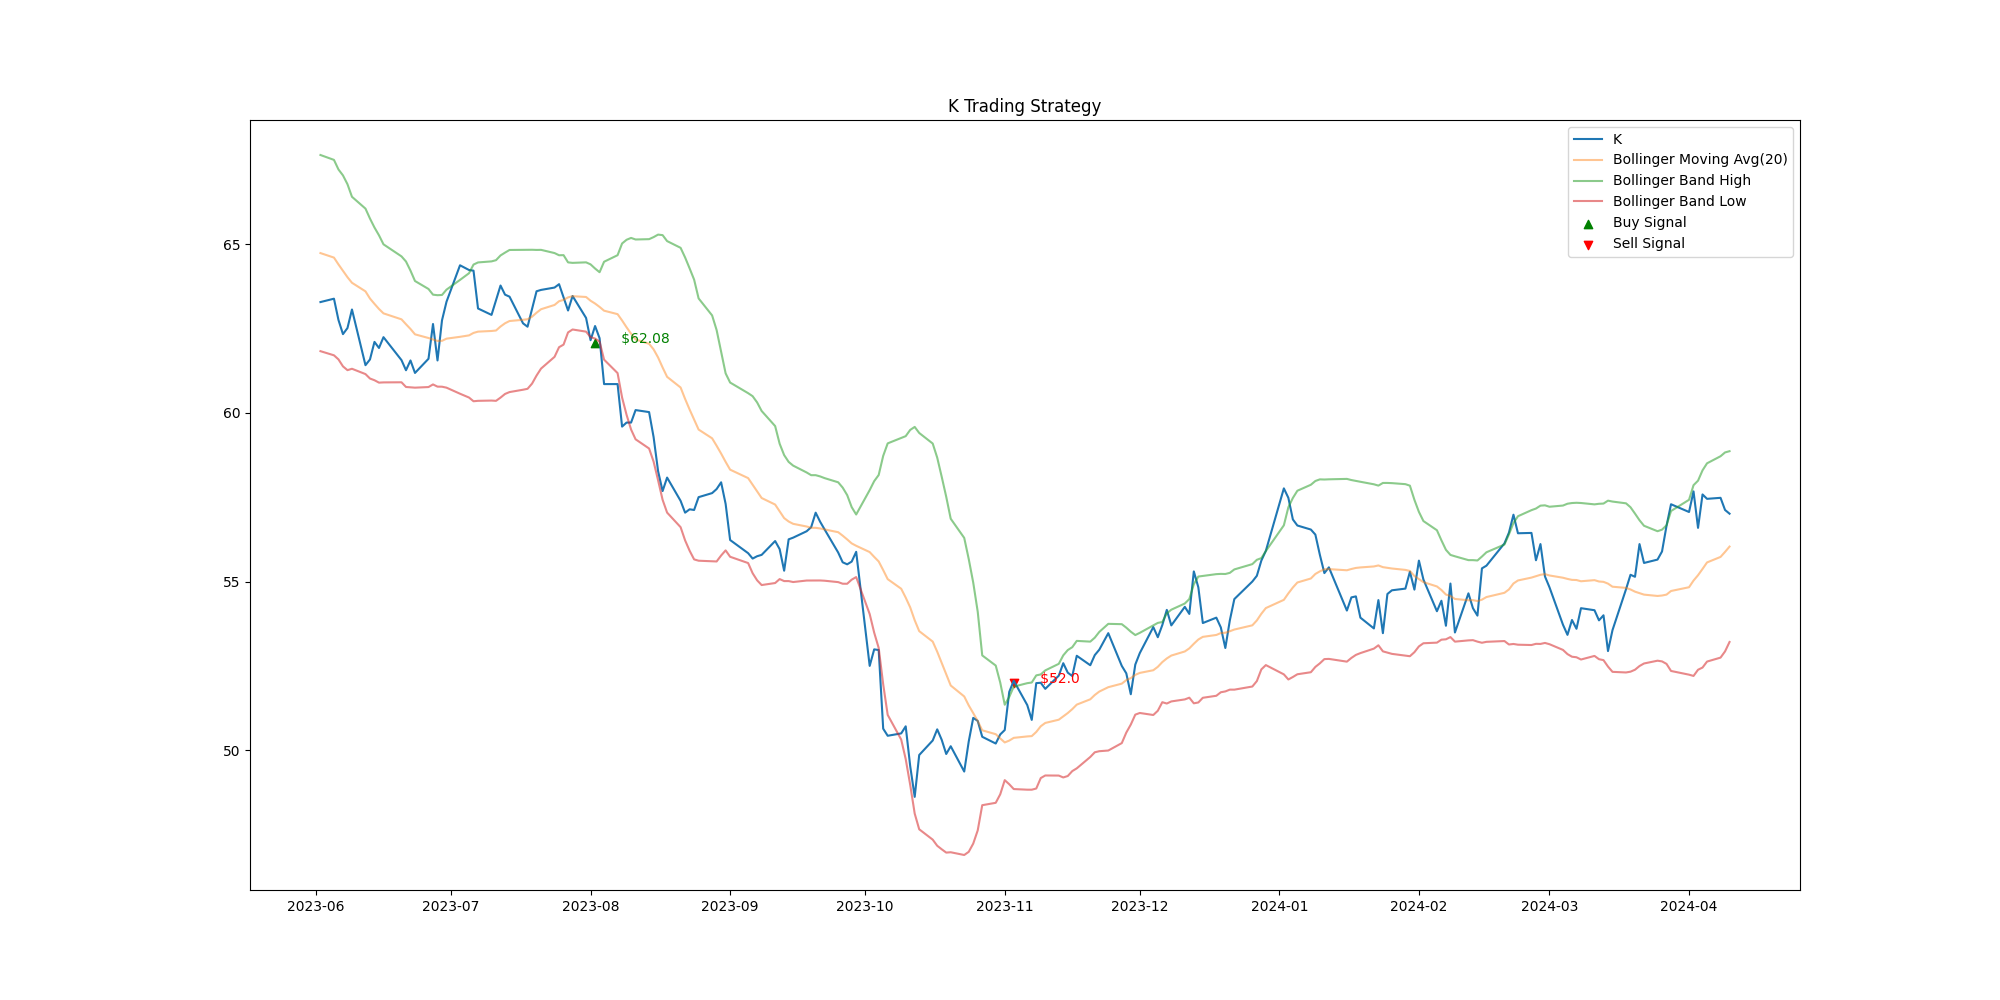 K Trading Strategy
K
Bollinger Moving Avg(20)
Bollinger Band High
Bollinger Band Low
Buy Signal
Sell Signal
65
$62.08
60
55
$52.0
50
2023-06 2023-07 2023-08 2023-09 2023-10 2023-11 2023-12 2024-01 2024-02 2024-03 2024-04